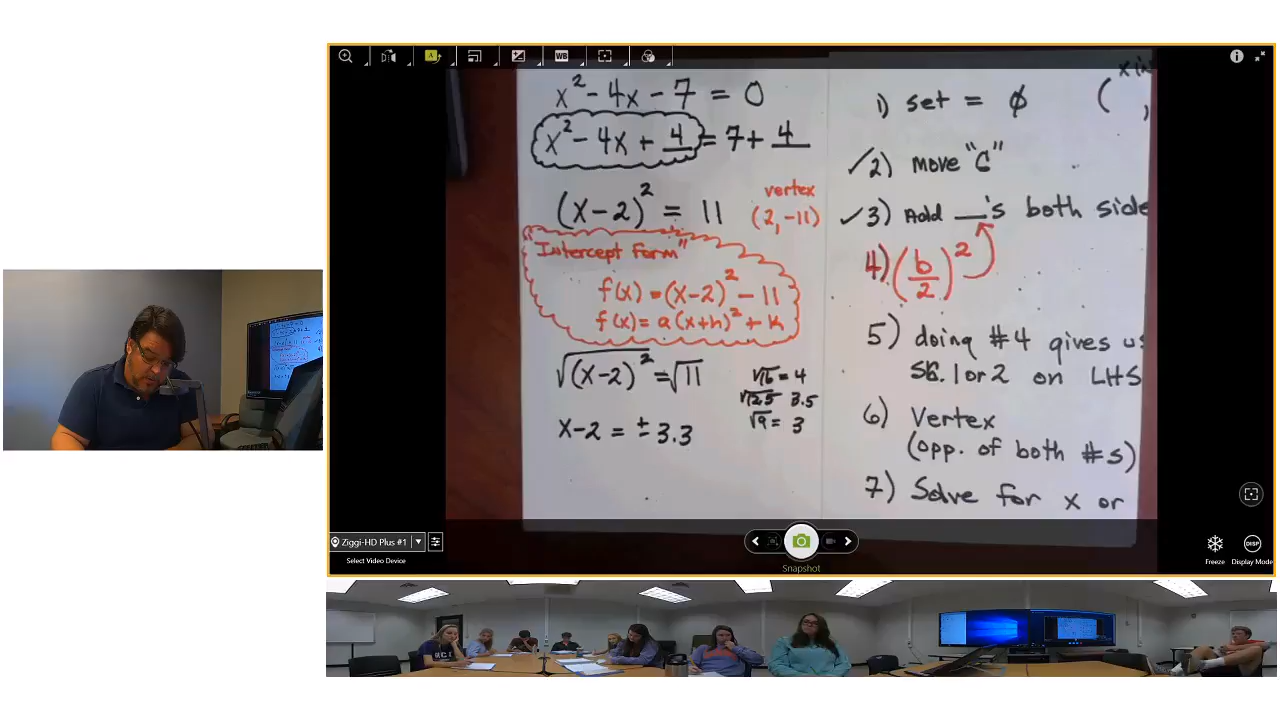 x² - 4x - 7 = 0
x² - 4x + 4 = 7 + 4
(x - 2)² = 11
vertex
(2, -11)
"Intercept Form"
f(x) = (x-2)² - 11
f(x) = a(x+h)² + k
√(x-2)² = √11
x - 2 = ± 3.3
√16 = 4
√12.5 3.5
√9 = 3
1) set = ∅
x in
( ,
✓2) move "C"
✓3) Add __'s both side
4) (b/2)²
5) doing #4 gives us
SG. 1 or 2 on LHS
6) Vertex
(opp. of both #s)
7) Solve for x or
WB
A
Ziggi-HD Plus #1
Select Video Device
Snapshot
Freeze
DISP
Display Mode